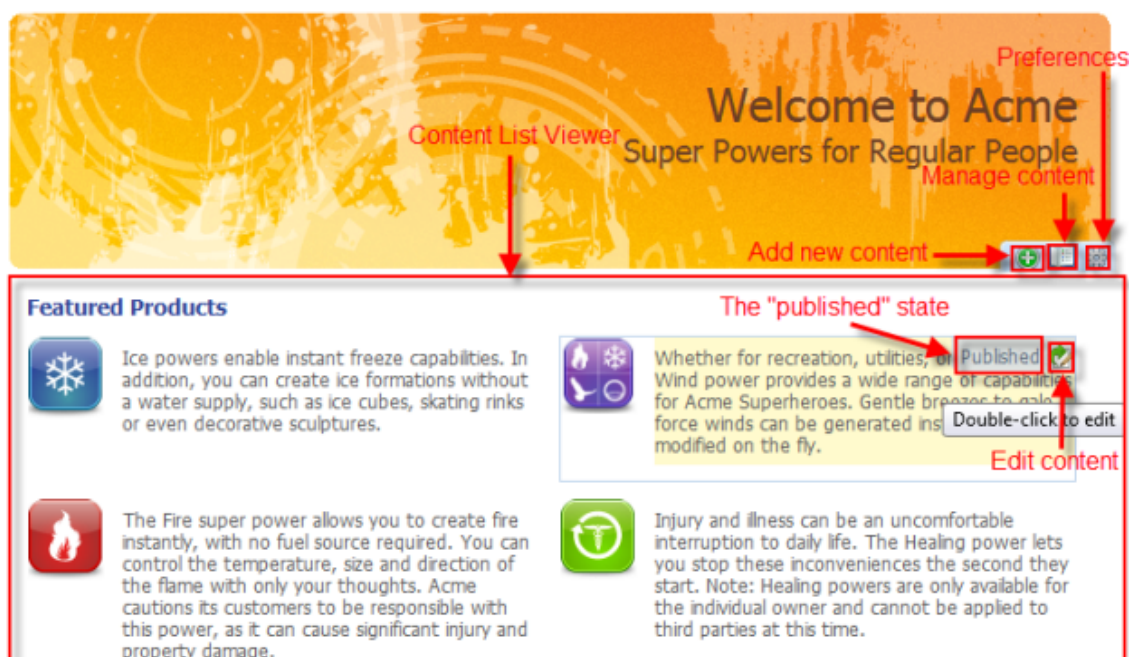 Preferences
Welcome to Acme
Content List Viewer
Super Powers for Regular People
Manage content
Add new content
Featured Products
The "published" state
Ice powers enable instant freeze capabilities. In
addition, you can create ice formations without
a water supply, such as ice cubes, skating rinks
or even decorative sculptures.
Whether for recreation, utilities, or
Published
Wind power provides a wide range of capabilities
for Acme Superheroes. Gentle breezes to gale
force winds can be generated ins
Double-click to edit
modified on the fly.
Edit content
The Fire super power allows you to create fire
instantly, with no fuel source required. You can
control the temperature, size and direction of
the flame with only your thoughts. Acme
cautions its customers to be responsible with
this power, as it can cause significant injury and
property damage.
Injury and illness can be an uncomfortable
interruption to daily life. The Healing power lets
you stop these inconveniences the second they
start. Note: Healing powers are only available for
the individual owner and cannot be applied to
third parties at this time.